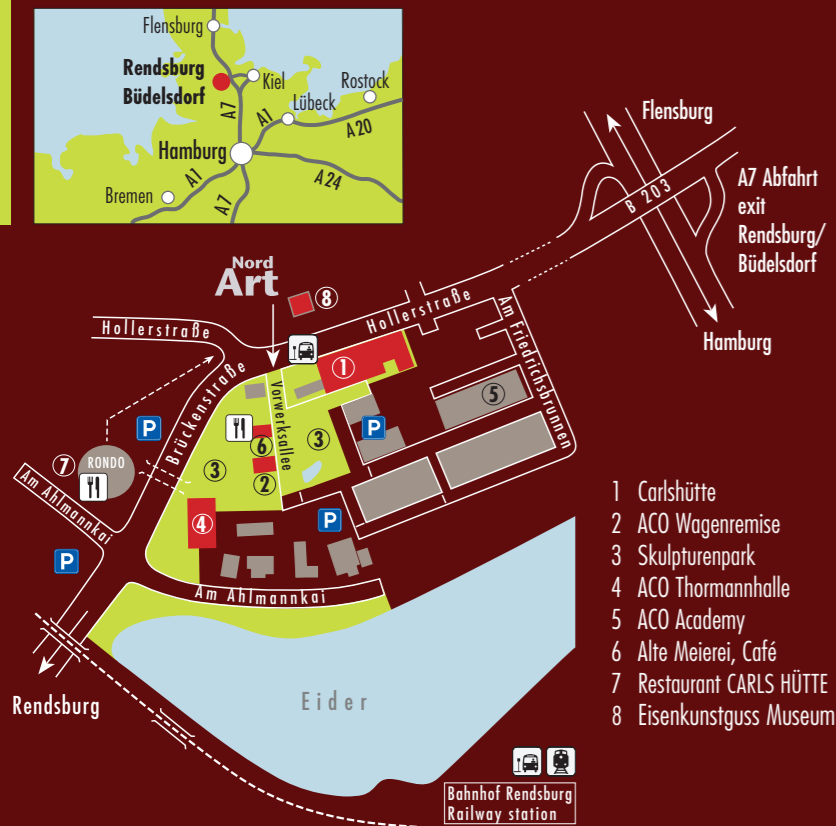 Flensburg
Rendsburg
Büdelsdorf
Kiel
Rostock
Lübeck
A7
A1
A20
Hamburg
A1
A24
Bremen
A7
Flensburg
B 203
A7 Abfahrt
exit
Rendsburg/
Büdelsdorf
Hamburg
Nord
Art
8
Hollerstraße
Hollerstraße
Am Friedrichsbrunnen
1
Vorwerksallee
Brückenstraße
5
P
P
6
3
3
2
7
RONDO
Am Ahlmannkai
4
P
P
Am Ahlmannkai
Rendsburg
Eider
Bahnhof Rendsburg
Railway station
1 Carlshütte
2 ACO Wagenremise
3 Skulpturenpark
4 ACO Thormannhalle
5 ACO Academy
6 Alte Meierei, Café
7 Restaurant CARLS HÜTTE
8 Eisenkunstguss Museum